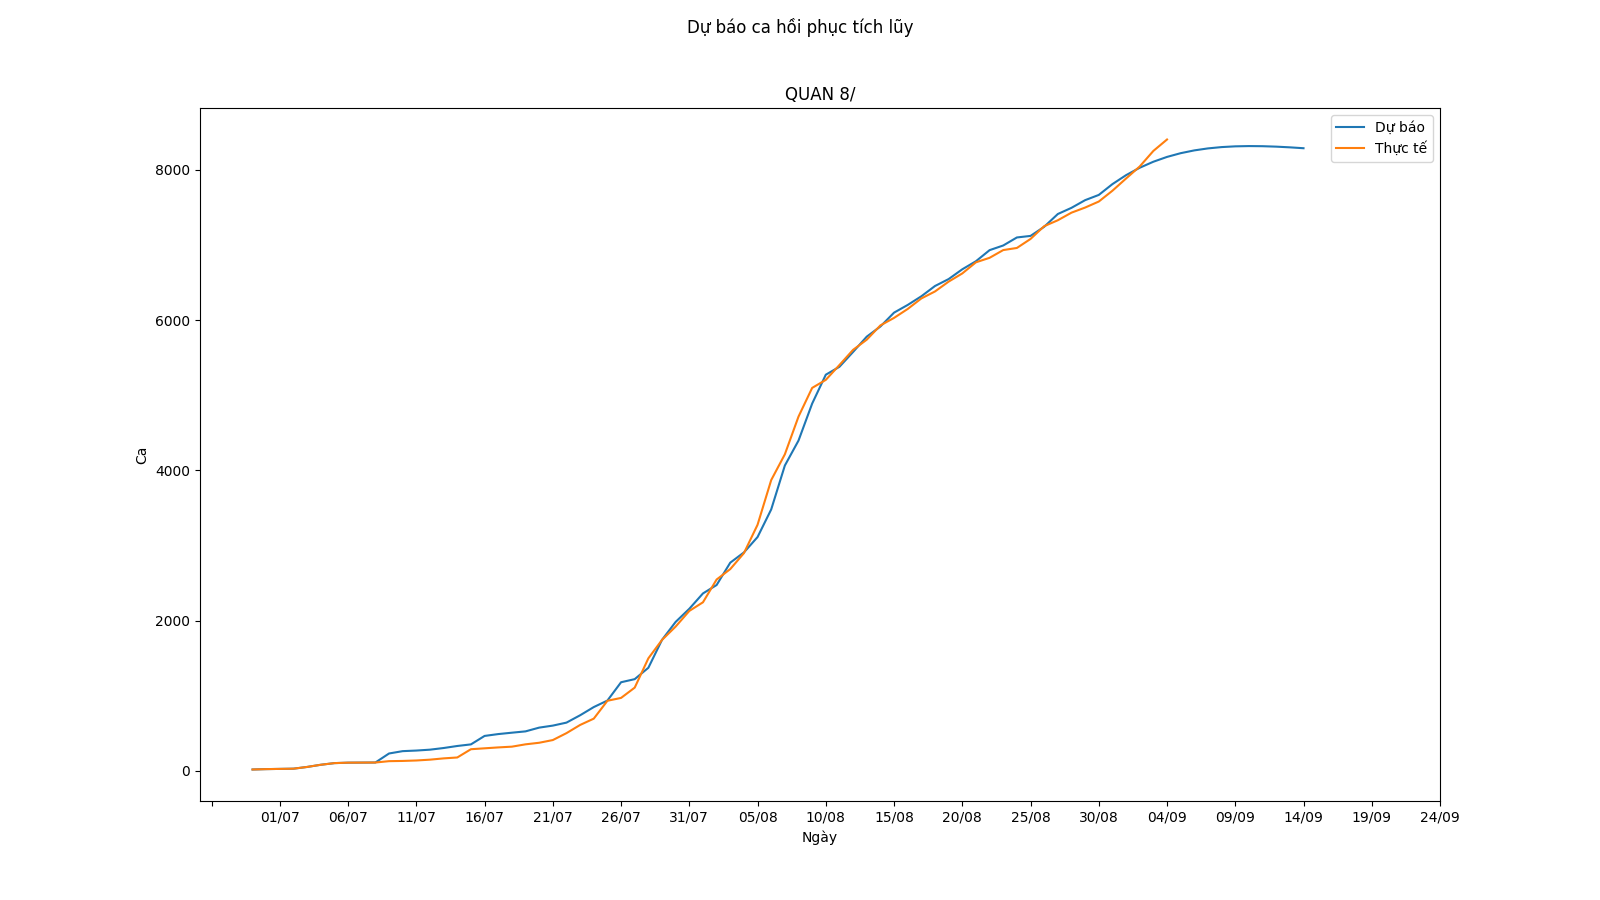 Dự báo ca hồi phục tích lũy
QUAN 8/
Dự báo
Thực tế
8000
6000
4000
2000
0
Ca
01/07 06/07 11/07 16/07 21/07 26/07 31/07 05/08 10/08 15/08 20/08 25/08 30/08 04/09 09/09 14/09 19/09 24/09
Ngày